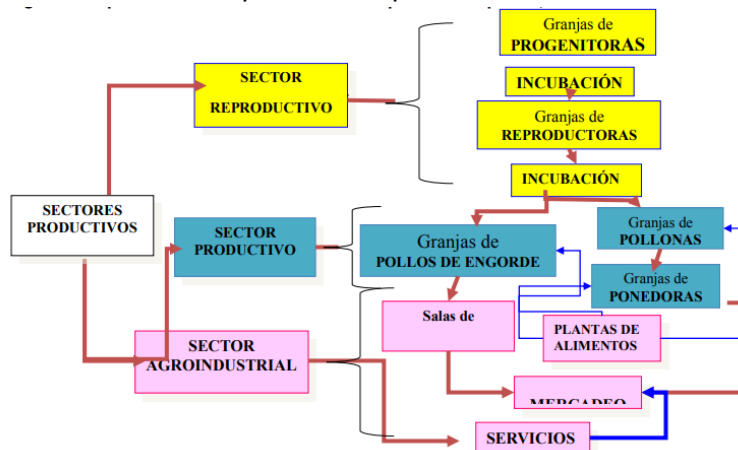 Granjas de
PROGENITORAS
SECTOR
REPRODUCTIVO
INCUBACIÓN
Granjas de
REPRODUCTORAS
INCUBACIÓN
SECTORES
PRODUCTIVOS
SECTOR
PRODUCTIVO
Granjas de
POLLOS DE ENGORDE
Granjas de
POLLONAS
Granjas de
PONEDORAS
Salas de
PLANTAS DE
ALIMENTOS
SECTOR
AGROINDUSTRIAL
MERCADEO
SERVICIOS